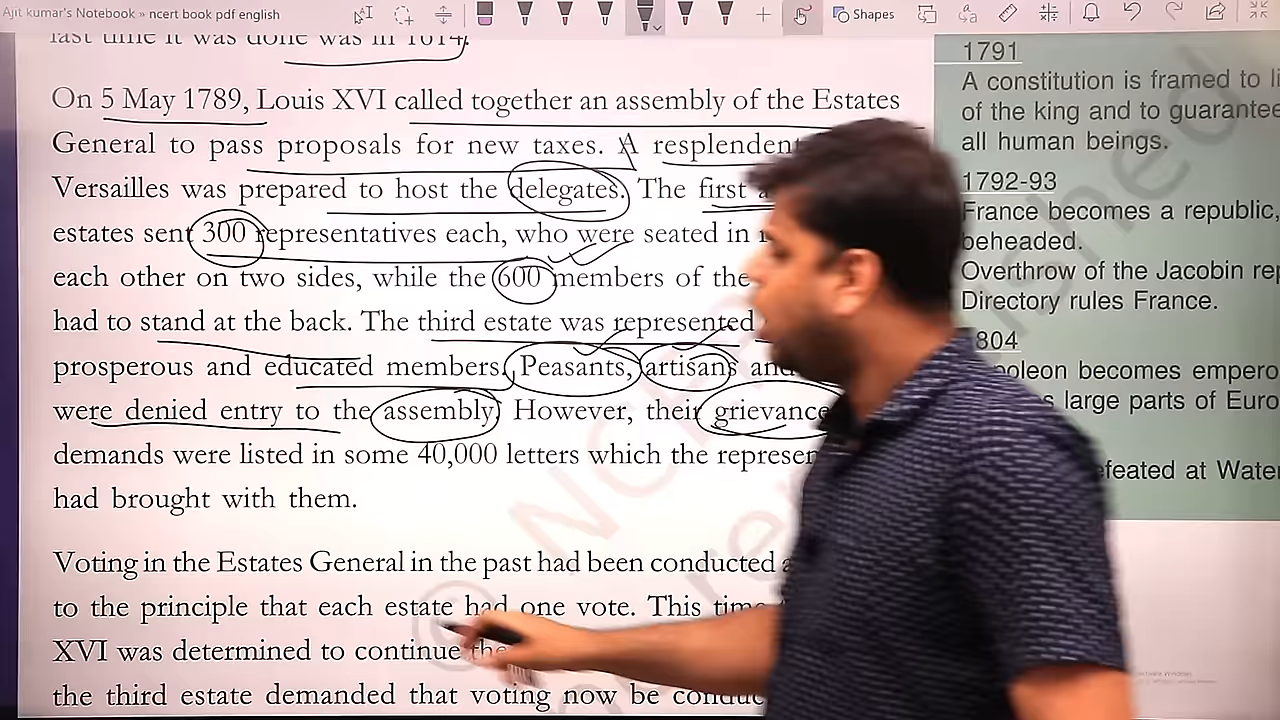 Ajit kumar's Notebook » ncert book pdf english
Shapes
last time it was done was in 1614.
On 5 May 1789, Louis XVI called together an assembly of the Estates
General to pass proposals for new taxes. A resplendent
Versailles was prepared to host the delegates. The first
estates sent 300 representatives each, who were seated in
each other on two sides, while the 600 members of the
had to stand at the back. The third estate was represented
prosperous and educated members. Peasants, artisans and
were denied entry to the assembly. However, their grievance
demands were listed in some 40,000 letters which the represen
had brought with them.
Voting in the Estates General in the past had been conducted a
to the principle that each estate had one vote. This time
XVI was determined to continue the
the third estate demanded that voting now be conduc
1791
A constitution is framed to li
of the king and to guarantee
all human beings.
1792-93
France becomes a republic,
beheaded.
Overthrow of the Jacobin rep
Directory rules France.
804
poleon becomes empero
s large parts of Euro
efeated at Water